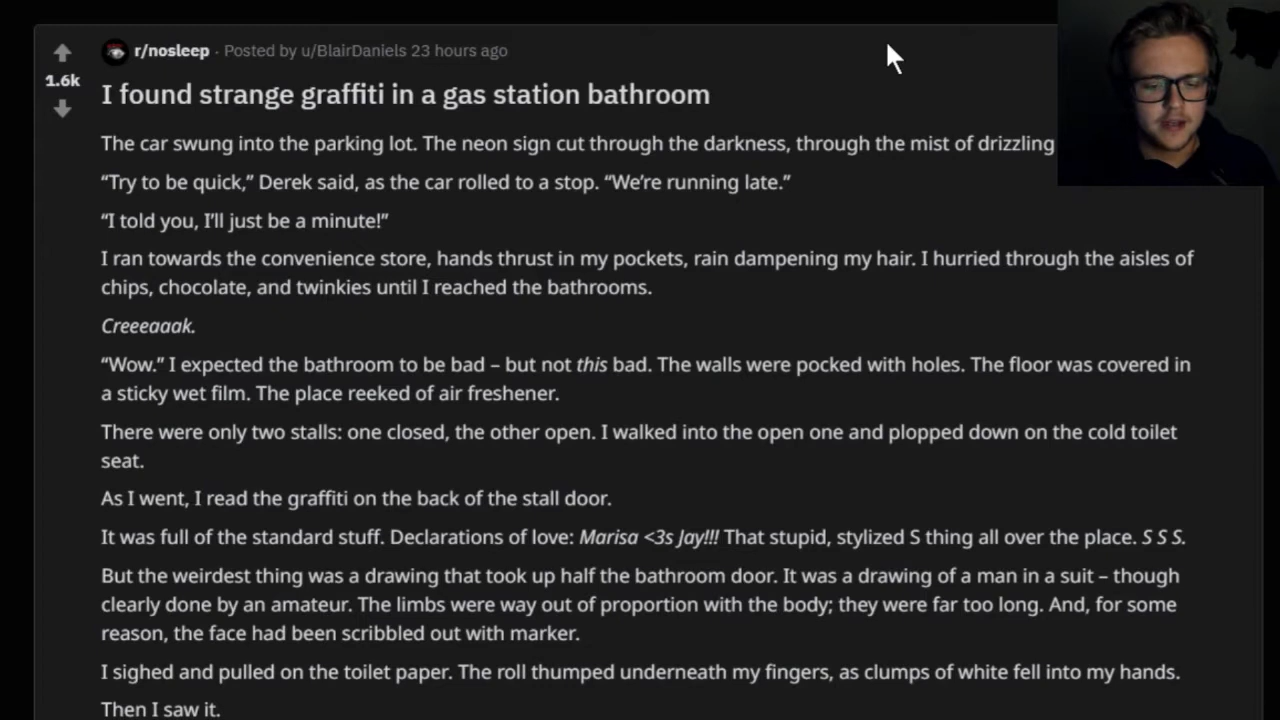 r/nosleep · Posted by u/BlairDaniels 23 hours ago
1.6k
I found strange graffiti in a gas station bathroom
The car swung into the parking lot. The neon sign cut through the darkness, through the mist of drizzling
“Try to be quick,” Derek said, as the car rolled to a stop. “We’re running late.”
“I told you, I’ll just be a minute!”
I ran towards the convenience store, hands thrust in my pockets, rain dampening my hair. I hurried through the aisles of
chips, chocolate, and twinkies until I reached the bathrooms.
Creeeaaak.
“Wow.” I expected the bathroom to be bad – but not this bad. The walls were pocked with holes. The floor was covered in
a sticky wet film. The place reeked of air freshener.
There were only two stalls: one closed, the other open. I walked into the open one and plopped down on the cold toilet
seat.
As I went, I read the graffiti on the back of the stall door.
It was full of the standard stuff. Declarations of love: Marisa <3s Jay!!! That stupid, stylized S thing all over the place. S S S.
But the weirdest thing was a drawing that took up half the bathroom door. It was a drawing of a man in a suit – though
clearly done by an amateur. The limbs were way out of proportion with the body; they were far too long. And, for some
reason, the face had been scribbled out with marker.
I sighed and pulled on the toilet paper. The roll thumped underneath my fingers, as clumps of white fell into my hands.
Then I saw it.